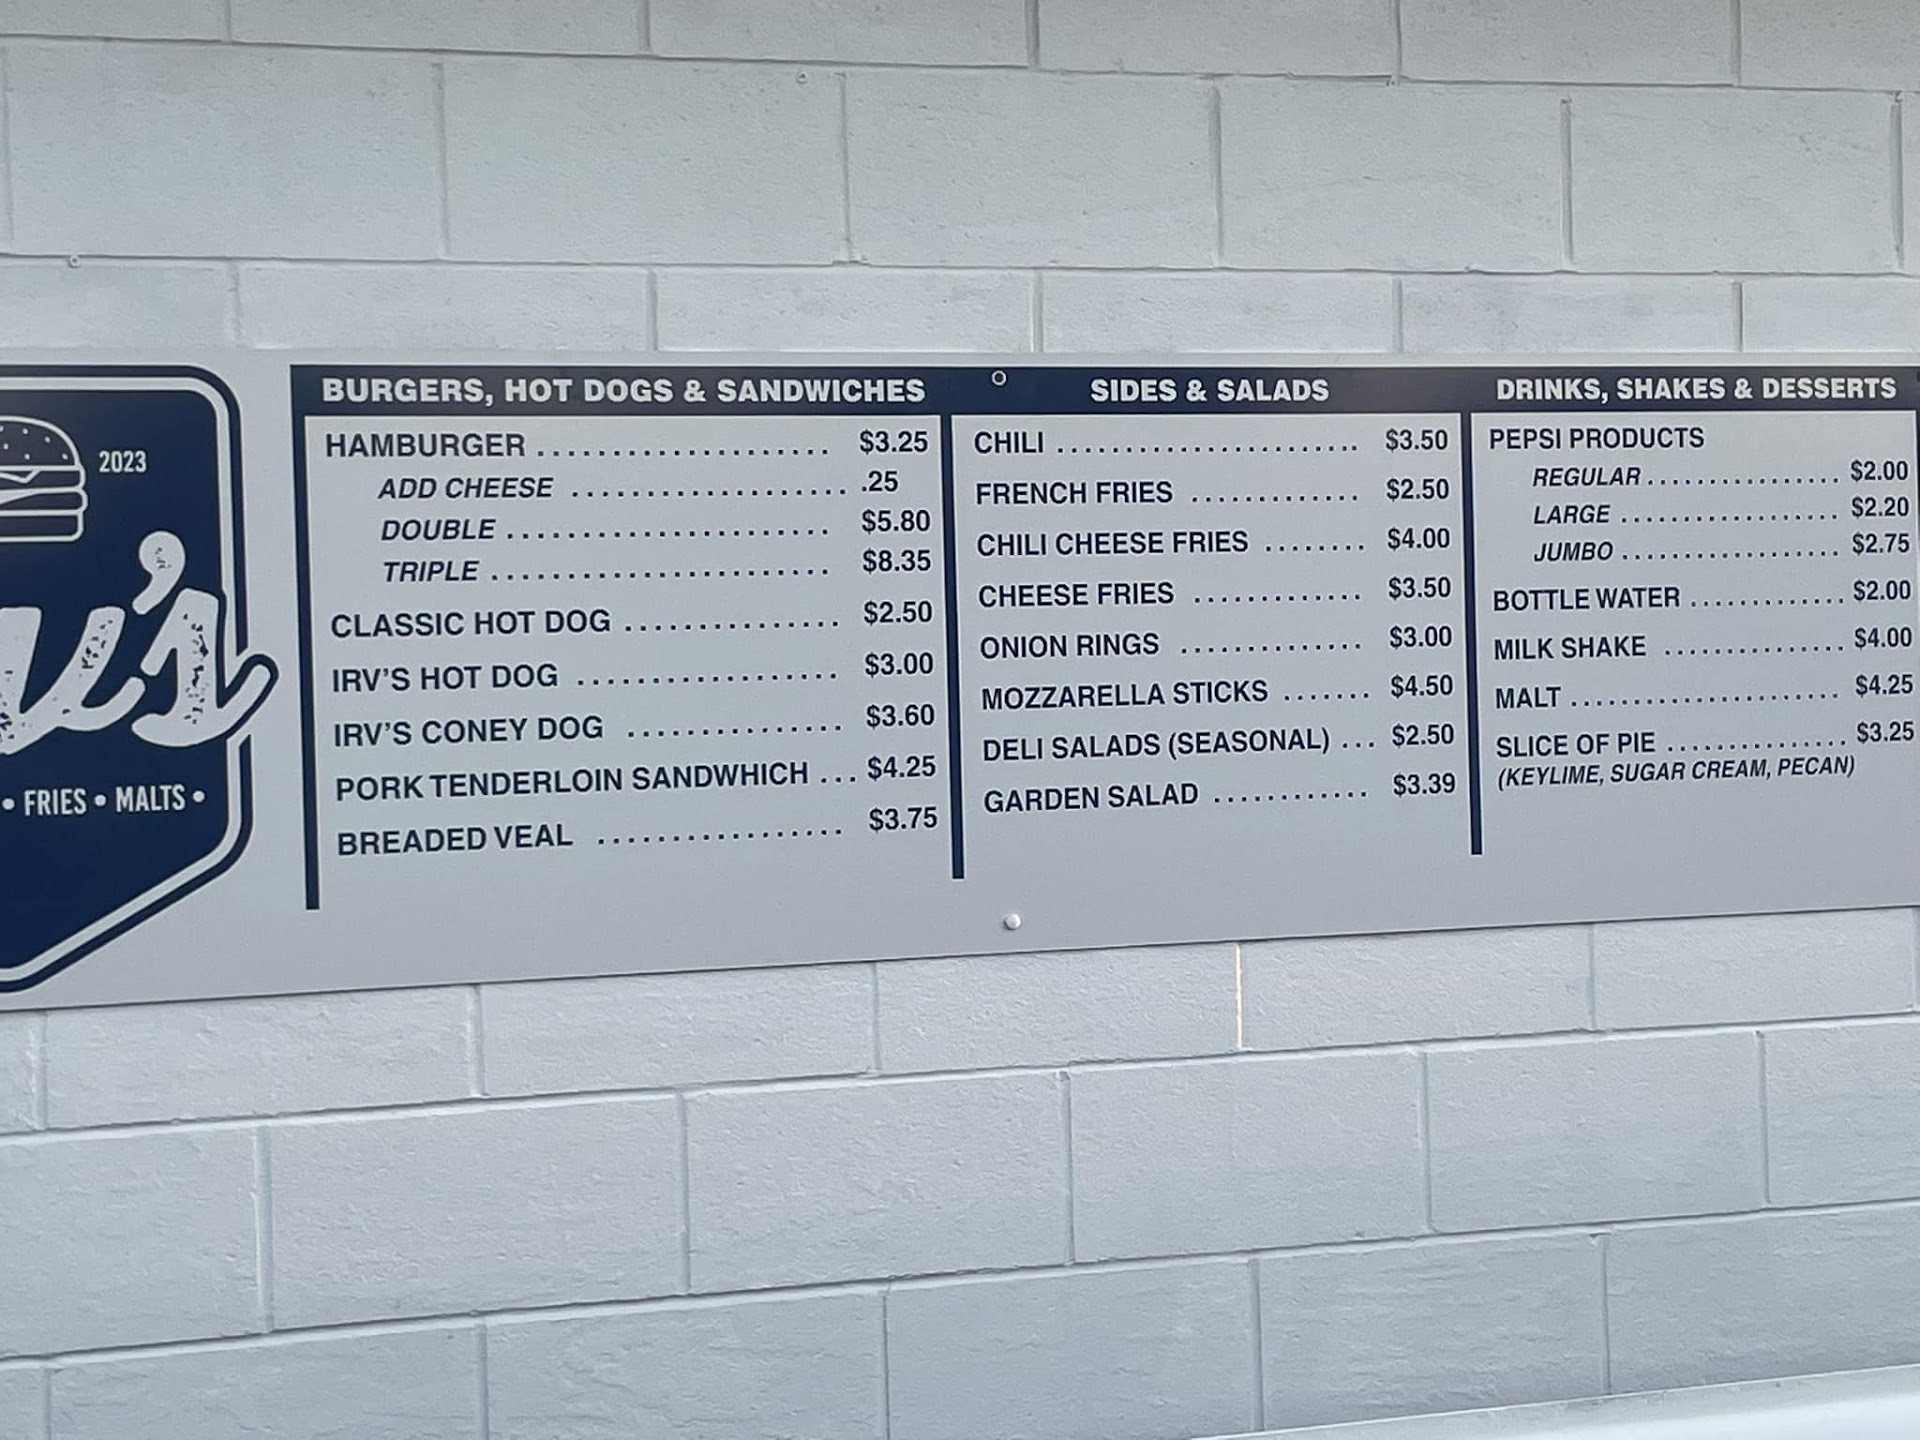 2023
• FRIES • MALTS •
BURGERS, HOT DOGS & SANDWICHES
HAMBURGER ................... $3.25
ADD CHEESE ................... .25
DOUBLE ..................... $5.80
TRIPLE ...................... $8.35
CLASSIC HOT DOG ............... $2.50
IRV'S HOT DOG ................. $3.00
IRV'S CONEY DOG .............. $3.60
PORK TENDERLOIN SANDWHICH ... $4.25
BREADED VEAL ................ $3.75
SIDES & SALADS
CHILI ...................... $3.50
FRENCH FRIES ............. $2.50
CHILI CHEESE FRIES ........ $4.00
CHEESE FRIES ............. $3.50
ONION RINGS .............. $3.00
MOZZARELLA STICKS ....... $4.50
DELI SALADS (SEASONAL) ... $2.50
GARDEN SALAD ............ $3.39
DRINKS, SHAKES & DESSERTS
PEPSI PRODUCTS
REGULAR ................ $2.00
LARGE .................. $2.20
JUMBO .................. $2.75
BOTTLE WATER ............. $2.00
MILK SHAKE ............... $4.00
MALT ..................... $4.25
SLICE OF PIE ............... $3.25
(KEYLIME, SUGAR CREAM, PECAN)